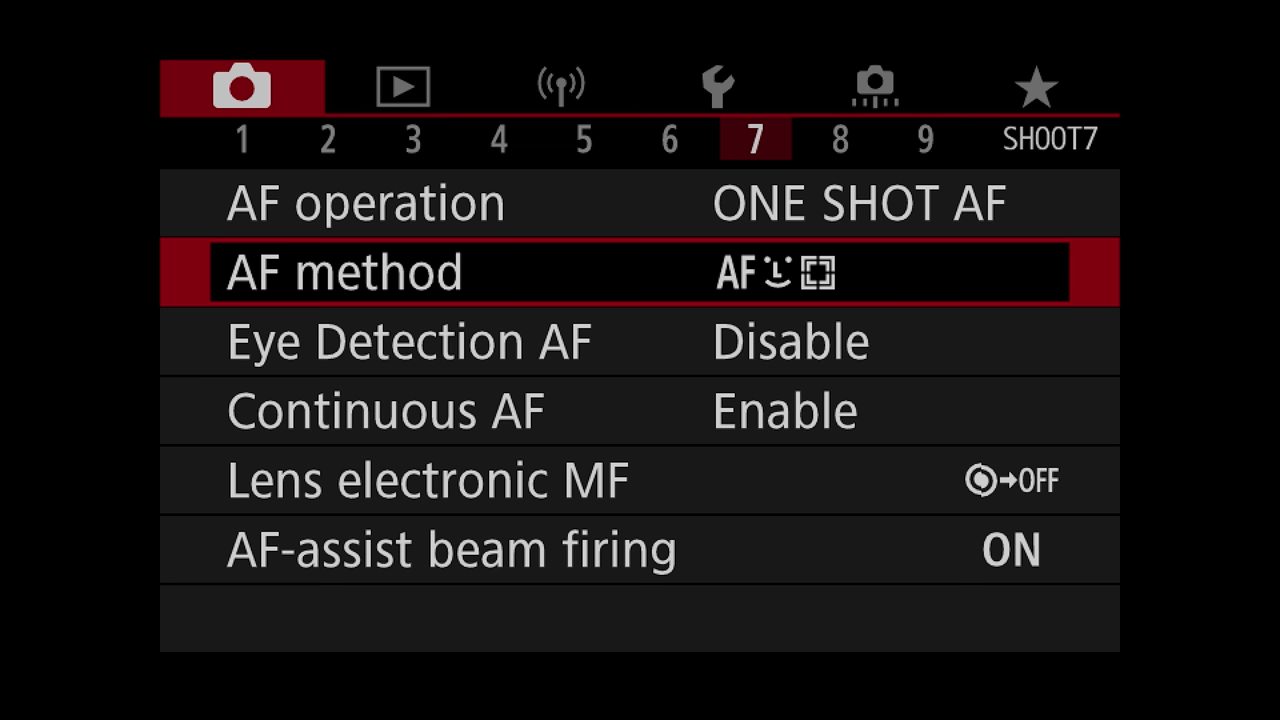 1 2 3 4 5 6 7 8 9 SHOOT7
AF operation ONE SHOT AF
AF method AF
Eye Detection AF Disable
Continuous AF Enable
Lens electronic MF OFF
AF-assist beam firing ON